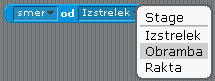 smer od Izstrelek
Stage
Izstrelek
Obramba
Rakta